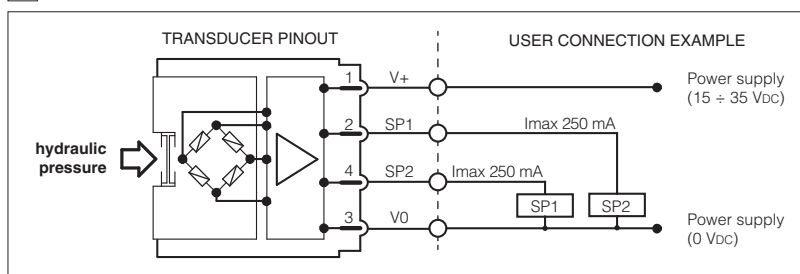 TRANSDUCER PINOUT
USER CONNECTION EXAMPLE
hydraulic
pressure
1 V+
Power supply
(15 ÷ 35 VDC)
2 SP1
Imax 250 mA
4 SP2
Imax 250 mA
SP1
SP2
3 V0
Power supply
(0 VDC)